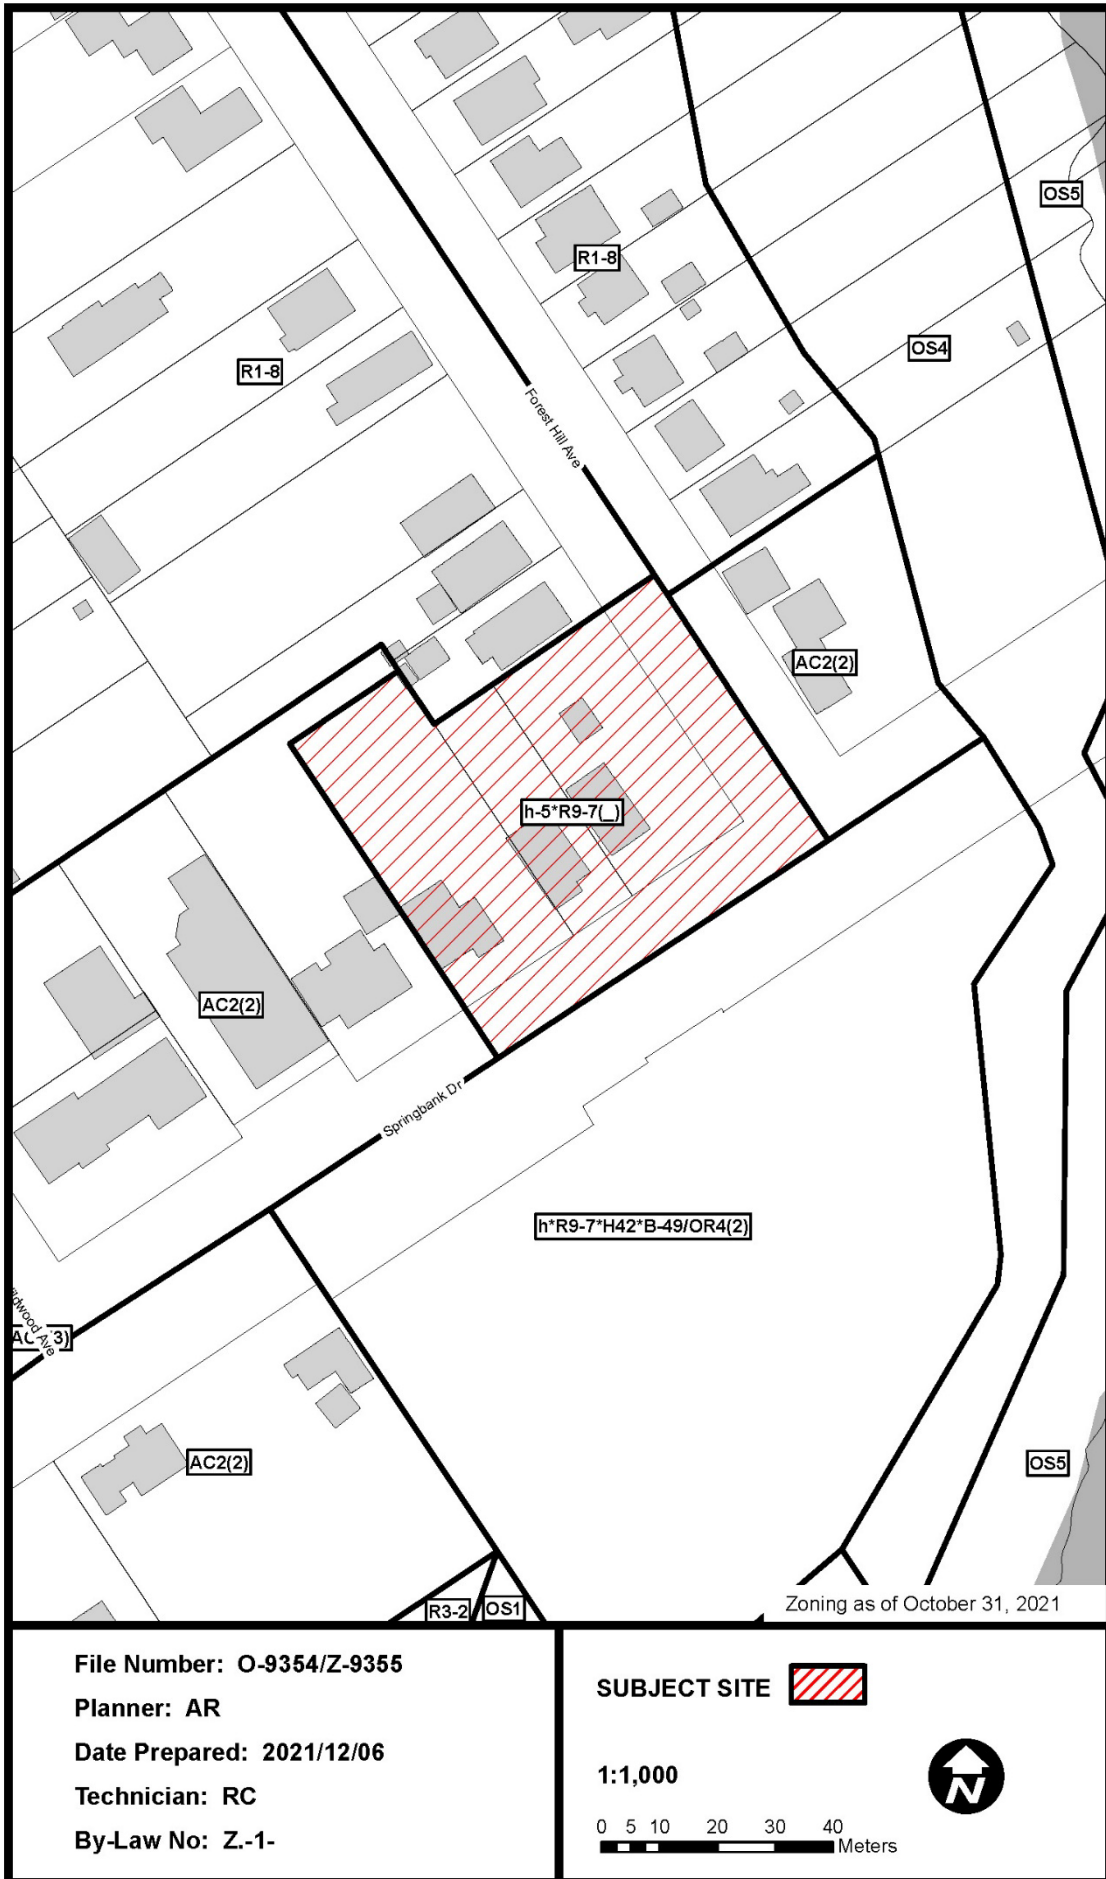 OS5
R1-8
OS4
R1-8
Forest Hill Ave
AC2(2)
h-5*R9-7(_)
AC2(2)
Springbank Dr
h*R9-7*H42*B-49/OR4(2)
AC2(2)
OS5
R3-2
OS1
Zoning as of October 31, 2021
File Number: O-9354/Z-9355
Planner: AR
Date Prepared: 2021/12/06
Technician: RC
By-Law No: Z.-1-
SUBJECT SITE
1:1,000
N
0 5 10 20 30 40
Meters